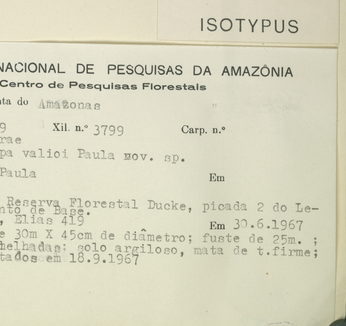 ISOTYPUS
NACIONAL DE PESQUISAS DA AMAZÔNIA
Centro de Pesquisas Florestais
ta do Amazonas
9 Xil. n.º 3799 Carp. n.º
rae
pa valioi Paula nov. sp.
Paula Em
Reserva Florestal Ducke, picada 2 do Le-
nto de Base.
, Elias 419 Em 30.6.1967
e 30m X 45cm de diâmetro; fuste de 25m. ;
melhadas: solo argiloso, mata de t.firme;
tados em 18.9.1967